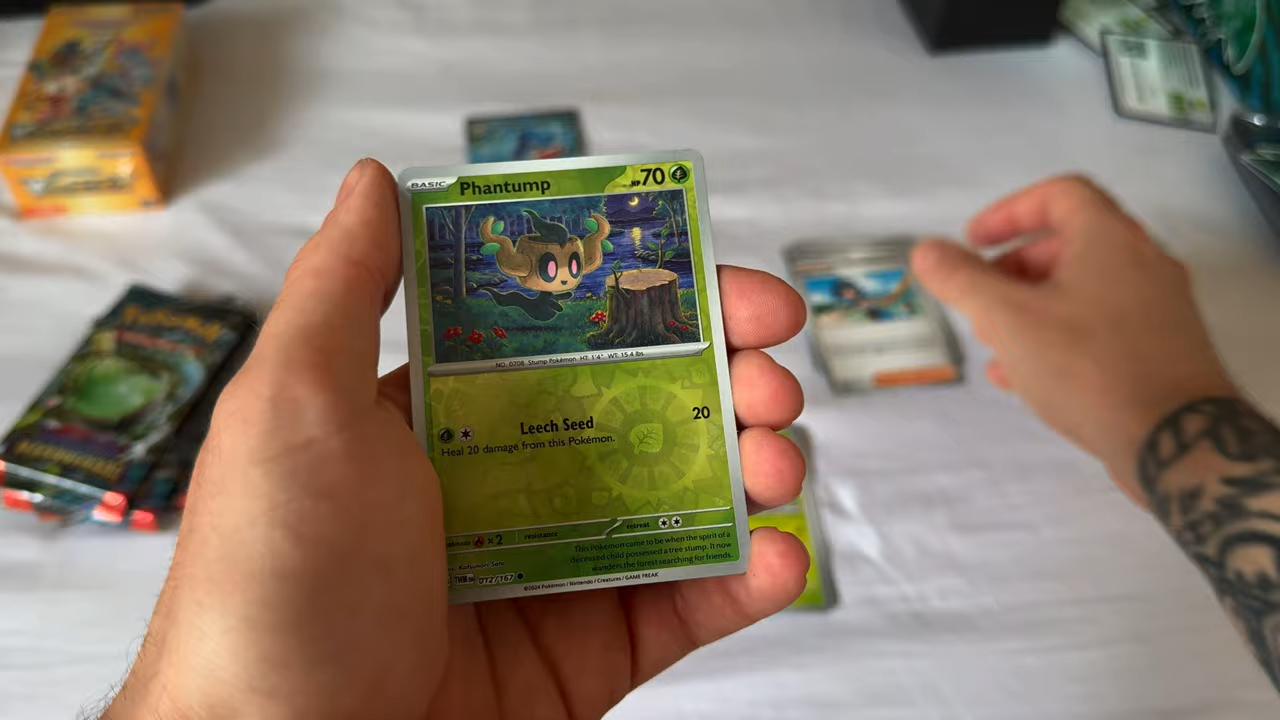 BASIC Phantump HP70
NO. 0708 Stump Pokémon HT: 1'4" WT: 15.4 lbs
Leech Seed 20
Heal 20 damage from this Pokémon.
×2 resistance retreat
This Pokémon came to be when the spirit of a
deceased child possessed a tree stump. It now
wanders the forest searching for friends.
TWM EN 012/167
©2024 Pokémon / Nintendo / Creatures / GAME FREAK
Pokémon